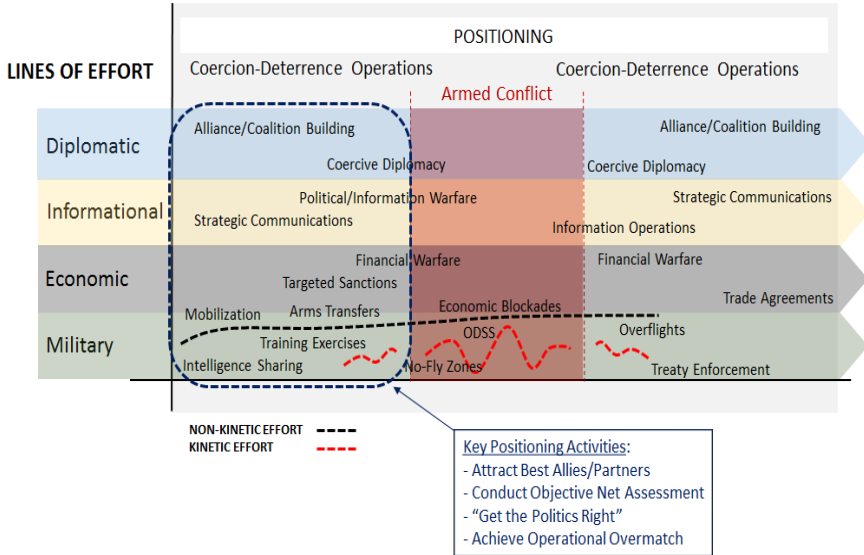 POSITIONING
LINES OF EFFORT
Coercion-Deterrence Operations
Coercion-Deterrence Operations
Armed Conflict
Diplomatic
Alliance/Coalition Building
Alliance/Coalition Building
Coercive Diplomacy
Coercive Diplomacy
Informational
Political/Information Warfare
Strategic Communications
Strategic Communications
Information Operations
Economic
Financial Warfare
Financial Warfare
Targeted Sanctions
Trade Agreements
Economic Blockades
Military
Mobilization
Arms Transfers
ODSS
Overflights
Training Exercises
Intelligence Sharing
No-Fly Zones
Treaty Enforcement
NON-KINETIC EFFORT
KINETIC EFFORT
Key Positioning Activities:
- Attract Best Allies/Partners
- Conduct Objective Net Assessment
- “Get the Politics Right”
- Achieve Operational Overmatch